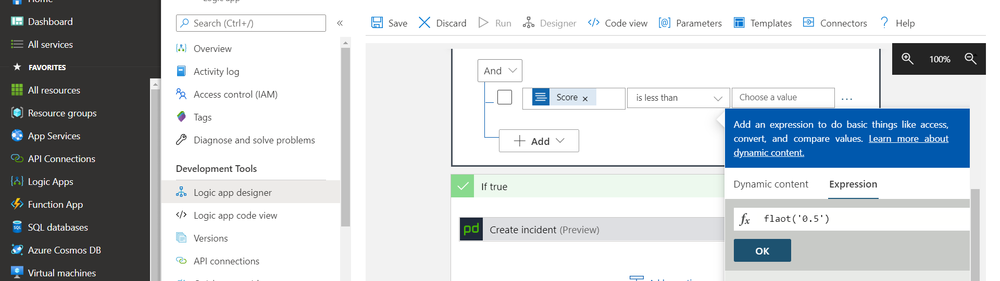 Home
Dashboard
All services
FAVORITES
All resources
Resource groups
App Services
API Connections
Logic Apps
Function App
SQL databases
Azure Cosmos DB
Virtual machines
Logic app
Search (Ctrl+/)
«
Overview
Activity log
Access control (IAM)
Tags
Diagnose and solve problems
Development Tools
Logic app designer
Logic app code view
Versions
API connections
Save
Discard
Run
Designer
Code view
Parameters
Templates
Connectors
? Help
100%
And
Score ×
is less than
Choose a value
...
+ Add
If true
pd Create incident (Preview)
Add an expression to do basic things like access,
convert, and compare values. Learn more about
dynamic content.
Dynamic content
Expression
fx flaot('0.5')
OK